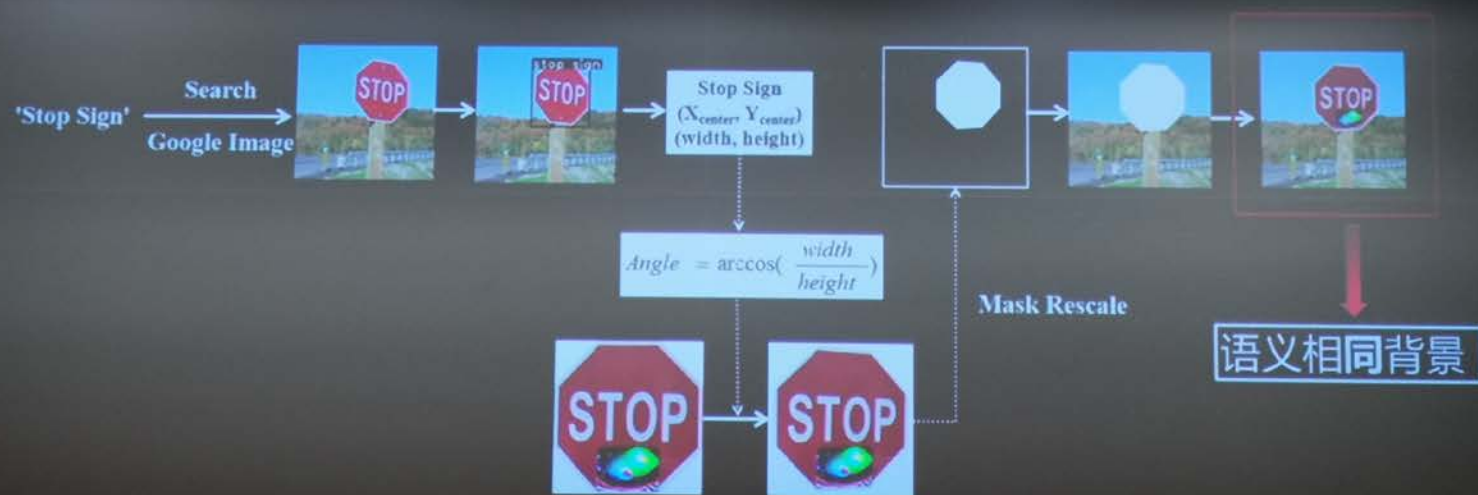 'Stop Sign'
Search
Google Image
STOP
stop sign
STOP
Stop Sign
(Xcenter, Ycenter)
(width, height)
STOP
Angle = arccos( width / height )
Mask Rescale
语义相同背景
STOP
STOP